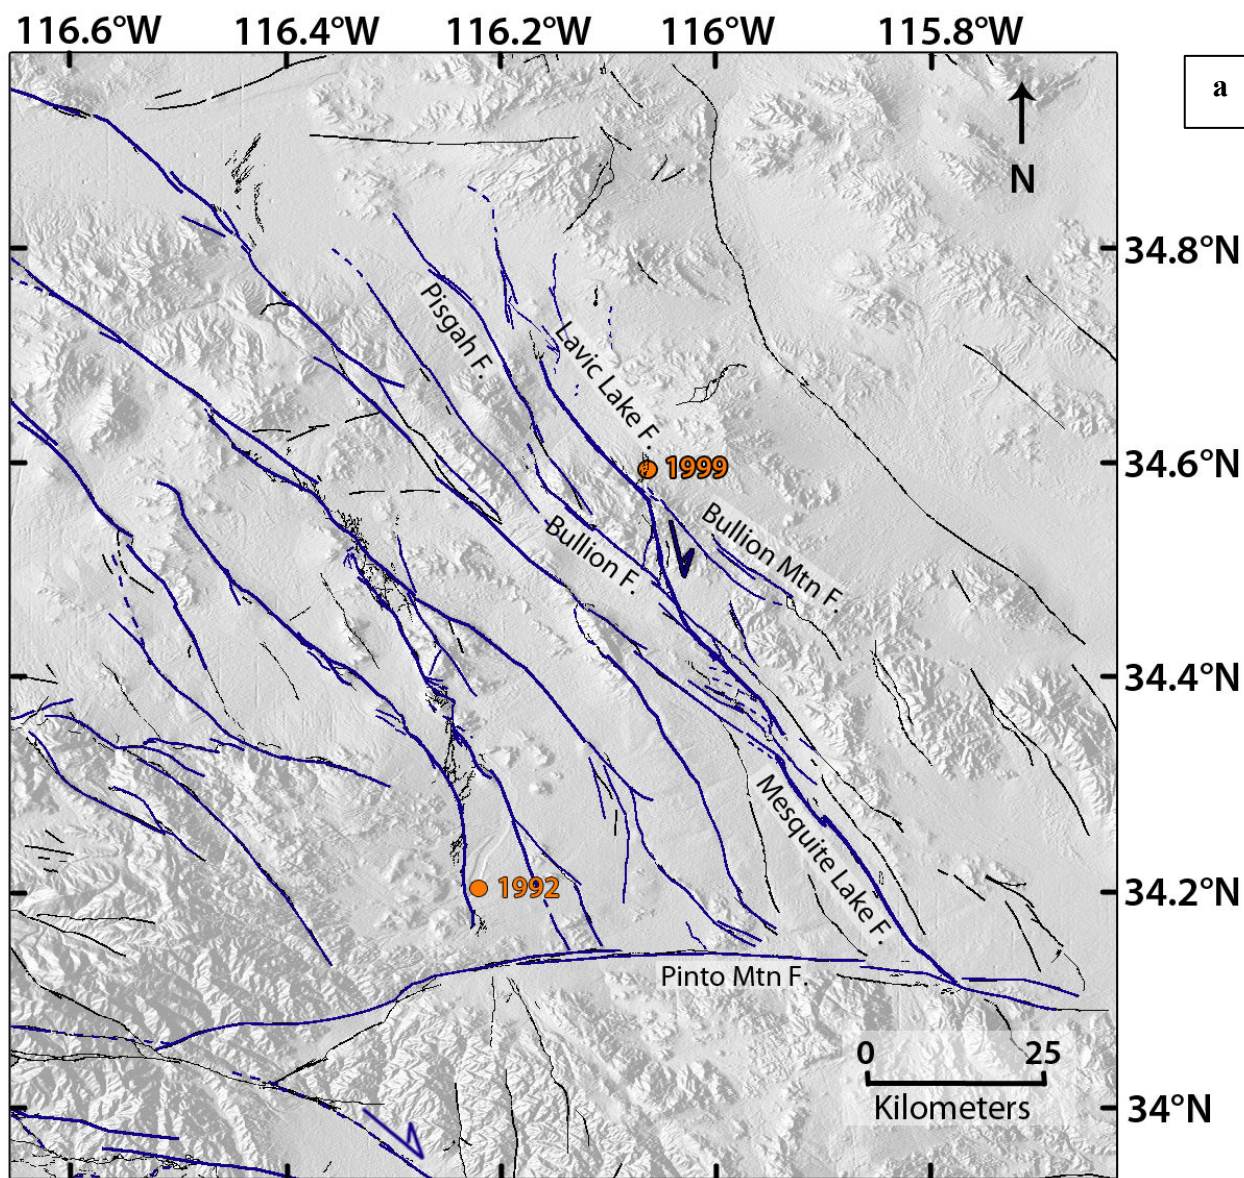 116.6°W 116.4°W 116.2°W 116°W 115.8°W
a
N
34.8°N
Pisgah F.
Lavic Lake F.
34.6°N
1999
Bullion F.
Bullion Mtn F.
34.4°N
Mesquite Lake F.
34.2°N
1992
Pinto Mtn F.
0 25
Kilometers
34°N